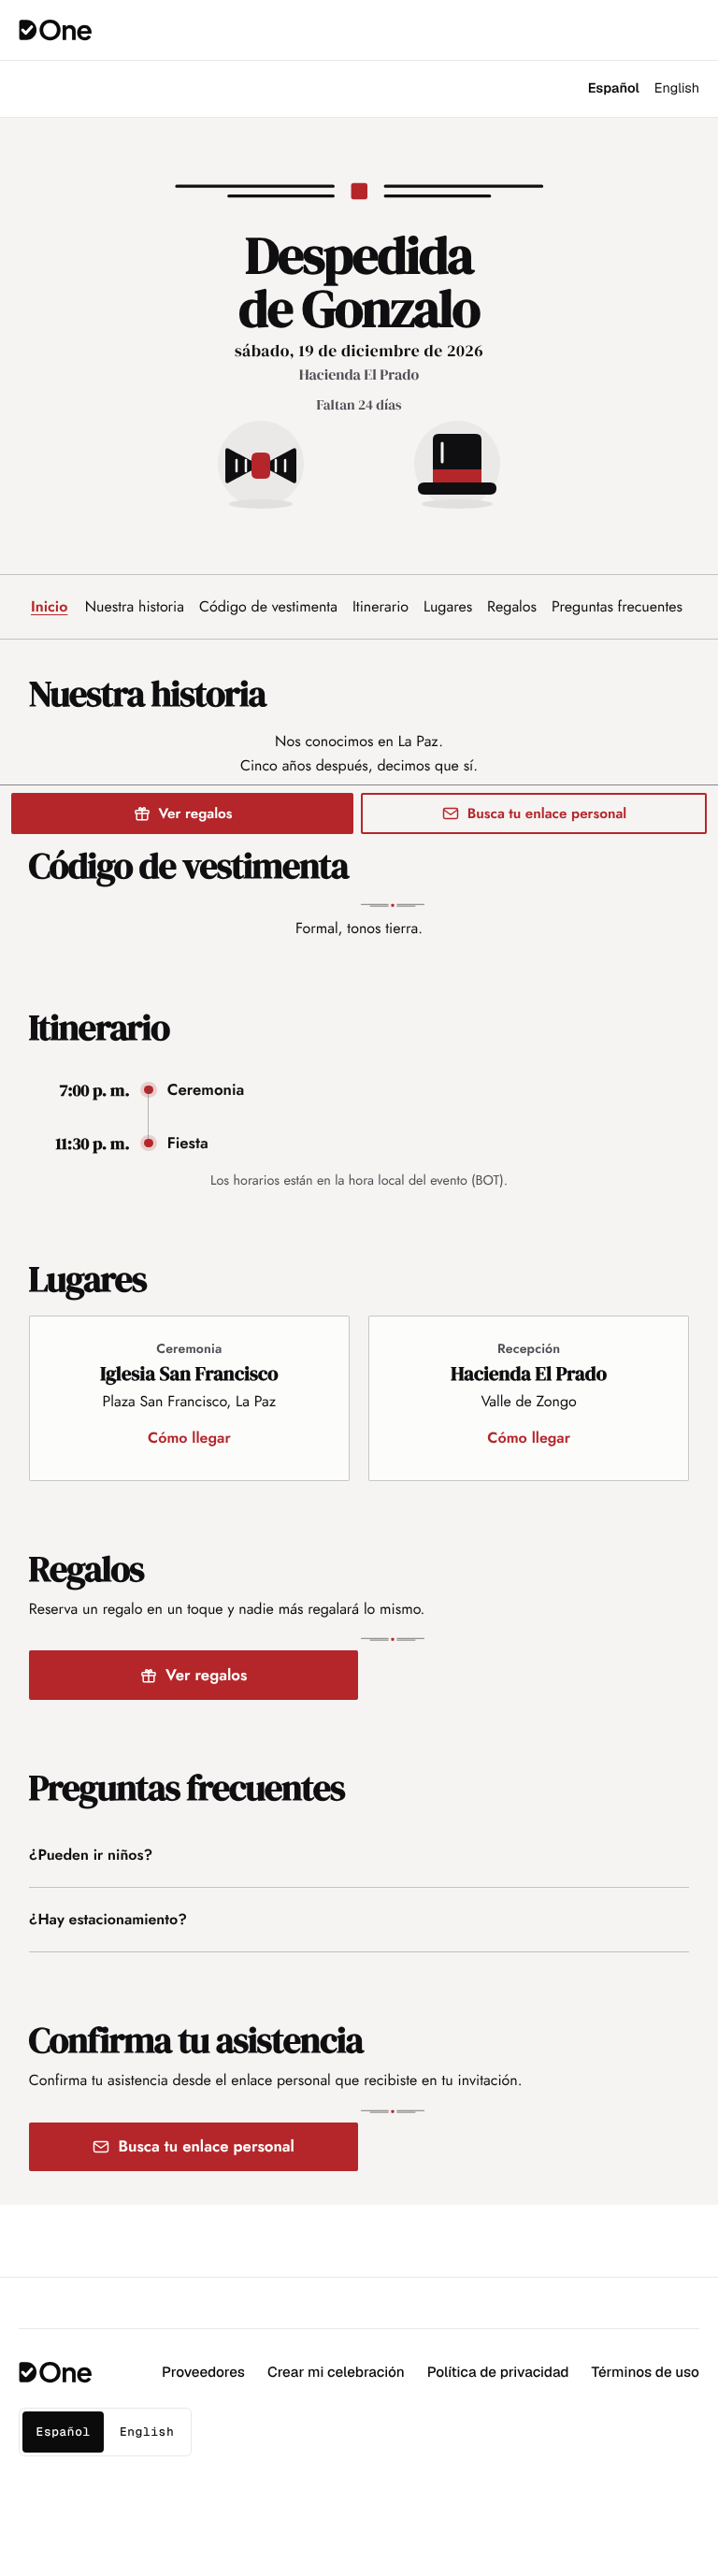 One
Español English
Despedida
de Gonzalo
sábado, 19 de diciembre de 2026
Hacienda El Prado
Faltan 24 días
Inicio Nuestra historia Código de vestimenta Itinerario Lugares Regalos Preguntas frecuentes
Nuestra historia
Nos conocimos en La Paz.
Cinco años después, decimos que sí.
Ver regalos Busca tu enlace personal
Código de vestimenta
Formal, tonos tierra.
Itinerario
7:00 p. m. Ceremonia
11:30 p. m. Fiesta
Los horarios están en la hora local del evento (BOT).
Lugares
Ceremonia
Iglesia San Francisco
Plaza San Francisco, La Paz
Cómo llegar
Recepción
Hacienda El Prado
Valle de Zongo
Cómo llegar
Regalos
Reserva un regalo en un toque y nadie más regalará lo mismo.
Ver regalos
Preguntas frecuentes
¿Pueden ir niños?
¿Hay estacionamiento?
Confirma tu asistencia
Confirma tu asistencia desde el enlace personal que recibiste en tu invitación.
Busca tu enlace personal
One Proveedores Crear mi celebración Política de privacidad Términos de uso
Español English